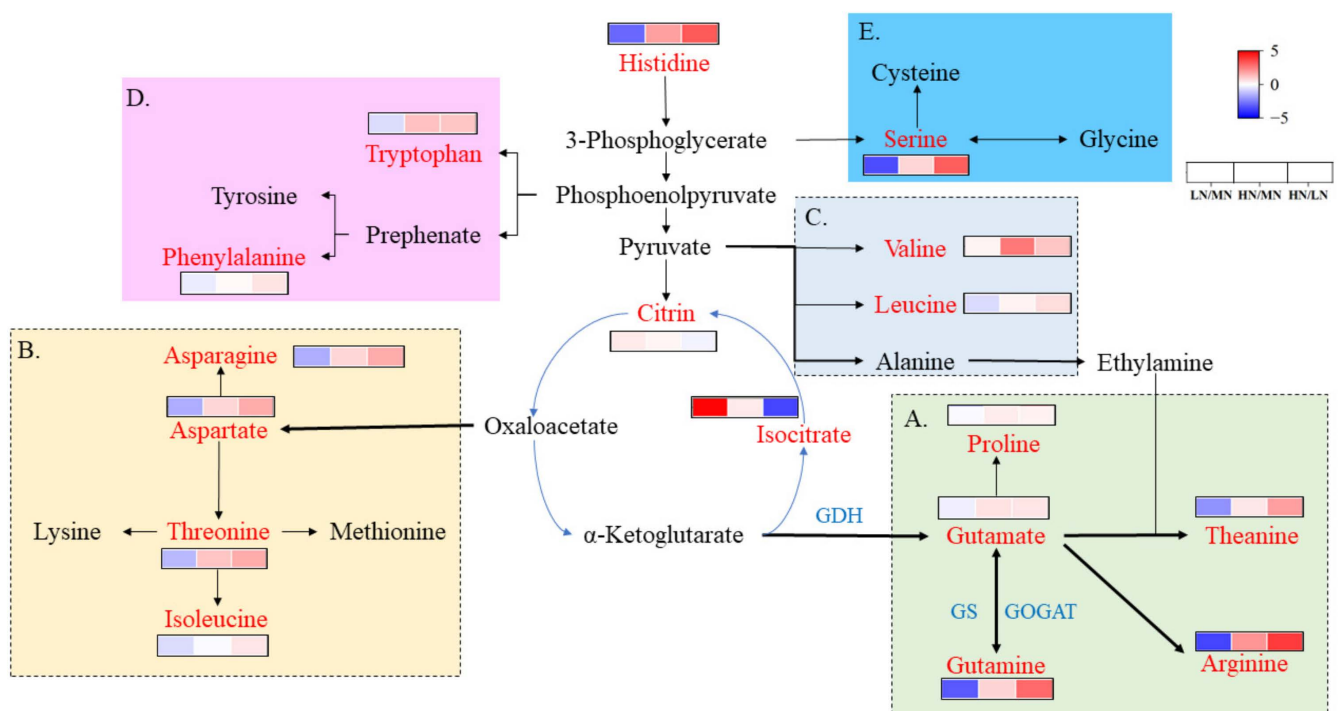 Histidine
E.
Cysteine
5
0
−5
D.
Tryptophan
3-Phosphoglycerate
Serine
Glycine
LN/MN HN/MN HN/LN
Tyrosine
Phosphoenolpyruvate
C.
Prephenate
Pyruvate
Valine
Phenylalanine
Citrin
Leucine
B.
Asparagine
Alanine
Ethylamine
Aspartate
Oxaloacetate
Isocitrate
A.
Proline
Lysine
Threonine
Methionine
α-Ketoglutarate
GDH
Gutamate
Theanine
Isoleucine
GS
GOGAT
Gutamine
Arginine